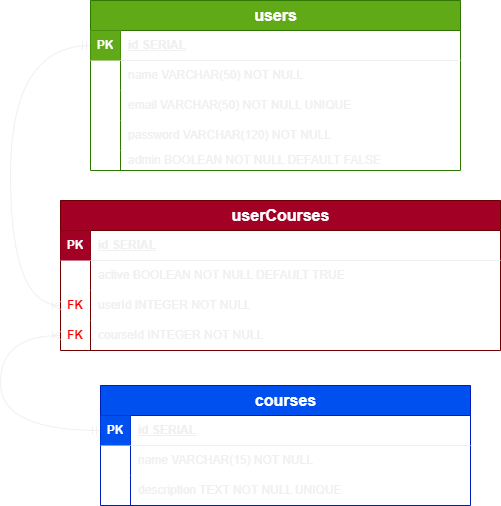 users
PK id SERIAL
name VARCHAR(50) NOT NULL
email VARCHAR(50) NOT NULL UNIQUE
password VARCHAR(120) NOT NULL
admin BOOLEAN NOT NULL DEFAULT FALSE
userCourses
PK id SERIAL
active BOOLEAN NOT NULL DEFAULT TRUE
FK userId INTEGER NOT NULL
FK courseId INTEGER NOT NULL
courses
PK id SERIAL
name VARCHAR(15) NOT NULL
description TEXT NOT NULL UNIQUE